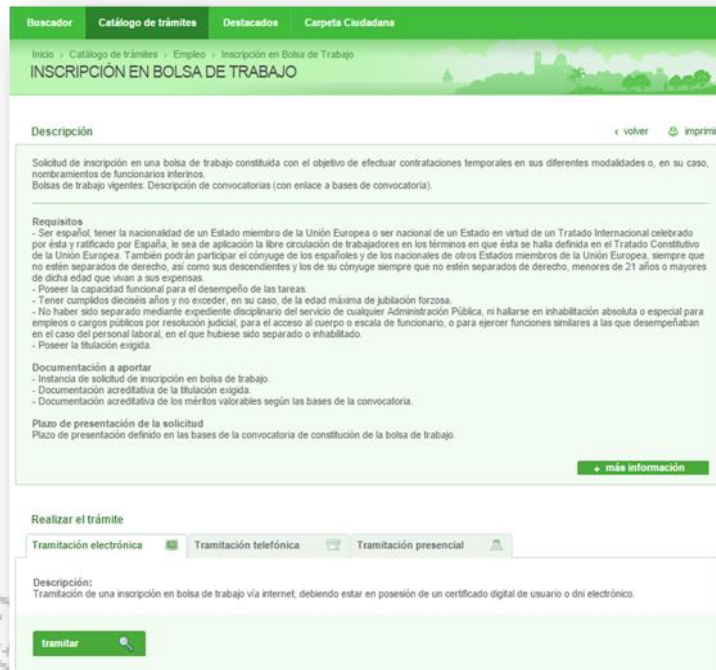 Buscador Catálogo de trámites Destacados Carpeta Ciudadana
Inicio > Catálogo de trámites > Empleo > Inscripción en Bolsa de Trabajo
INSCRIPCIÓN EN BOLSA DE TRABAJO
Descripción < volver imprimi
Solicitud de inscripción en una bolsa de trabajo constituida con el objetivo de efectuar contrataciones temporales en sus diferentes modalidades o, en su caso,
nombramientos de funcionarios interinos.
Bolsas de trabajo vigentes: Descripción de convocatorias (con enlace a bases de convocatoria).
Requisitos
- Ser español, tener la nacionalidad de un Estado miembro de la Unión Europea o ser nacional de un Estado en virtud de un Tratado Internacional celebrado
por ésta y ratificado por España, le sea de aplicación la libre circulación de trabajadores en los términos en que ésta se halla definida en el Tratado Constitutivo
de la Unión Europea. También podrán participar el cónyuge de los españoles y de los nacionales de otros Estados miembros de la Unión Europea, siempre que
no estén separados de derecho, así como sus descendientes y los de su cónyuge siempre que no estén separados de derecho, menores de 21 años o mayores
de dicha edad que vivan a sus expensas.
- Poseer la capacidad funcional para el desempeño de las tareas.
- Tener cumplidos dieciséis años y no exceder, en su caso, de la edad máxima de jubilación forzosa.
- No haber sido separado mediante expediente disciplinario del servicio de cualquier Administración Pública, ni hallarse en inhabilitación absoluta o especial para
empleos o cargos públicos por resolución judicial, para el acceso al cuerpo o escala de funcionario, o para ejercer funciones similares a las que desempeñaban
en el caso del personal laboral, en el que hubiese sido separado o inhabilitado.
- Poseer la titulación exigida.
Documentación a aportar
- Instancia de solicitud de inscripción en bolsa de trabajo.
- Documentación acreditativa de la titulación exigida.
- Documentación acreditativa de los méritos valorables según las bases de la convocatoria.
Plazo de presentación de la solicitud
Plazo de presentación definido en las bases de la convocatoria de constitución de la bolsa de trabajo.
+ más información
Realizar el trámite
Tramitación electrónica Tramitación telefónica Tramitación presencial
Descripción:
Tramitación de una inscripción en bolsa de trabajo vía internet, debiendo estar en posesión de un certificado digital de usuario o dni electrónico.
tramitar